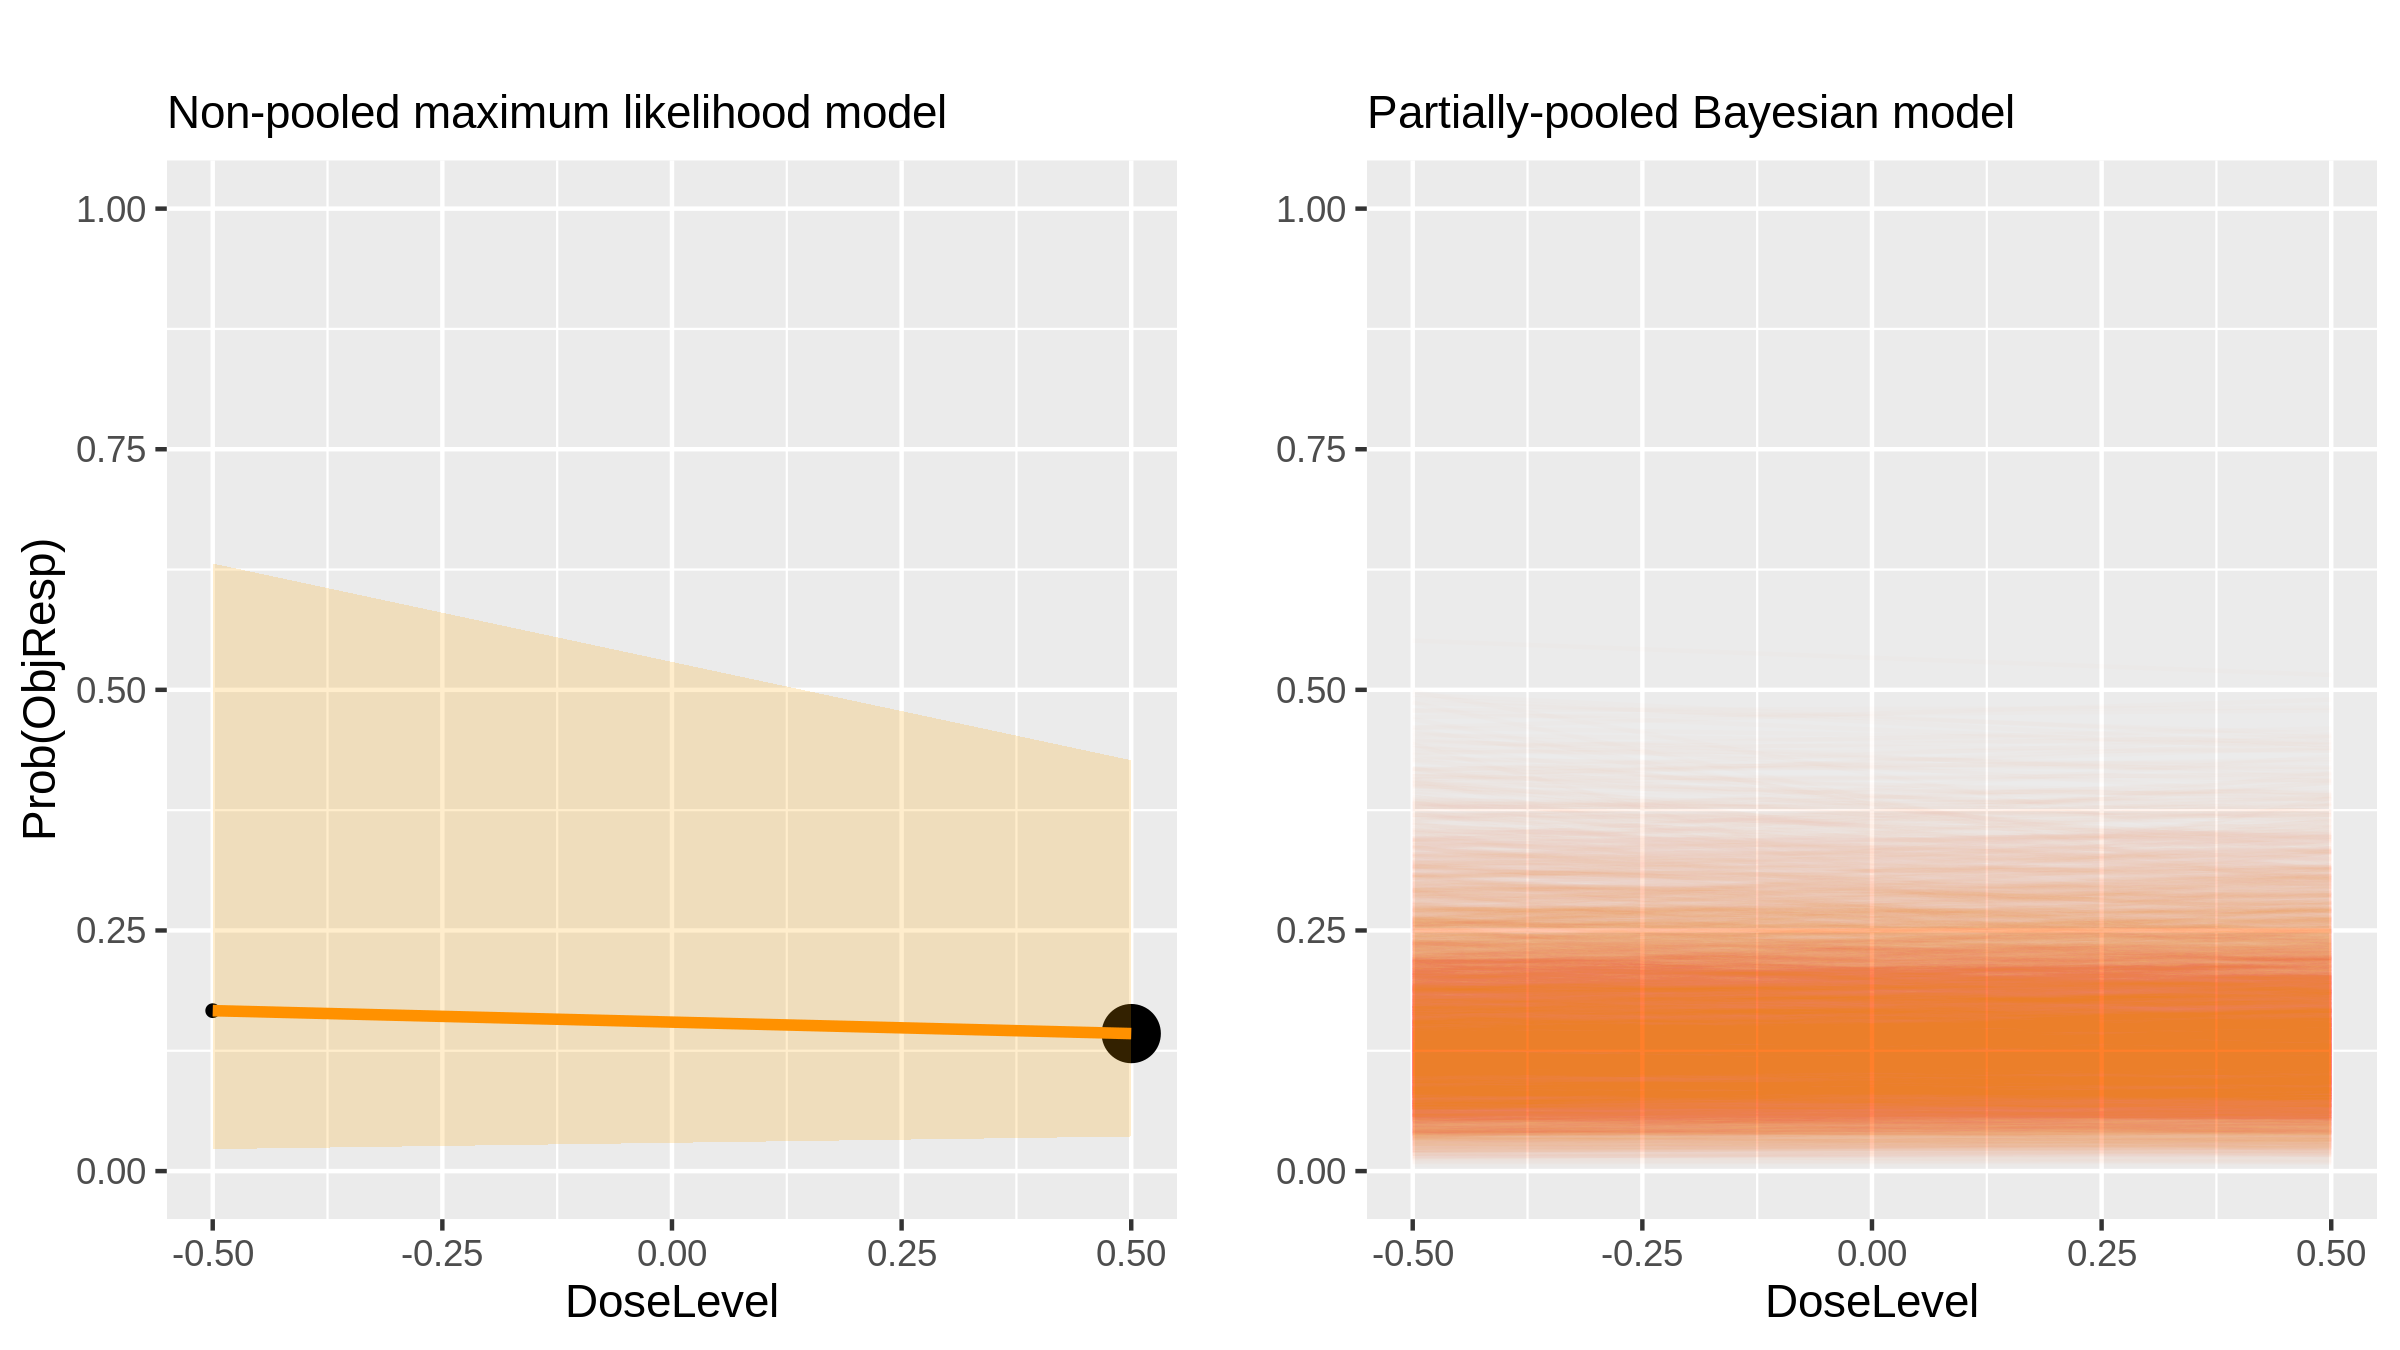 Non-pooled maximum likelihood model
Prob(ObjResp)
1.00
0.75
0.50
0.25
0.00
-0.50 -0.25 0.00 0.25 0.50
DoseLevel
Partially-pooled Bayesian model
1.00
0.75
0.50
0.25
0.00
-0.50 -0.25 0.00 0.25 0.50
DoseLevel